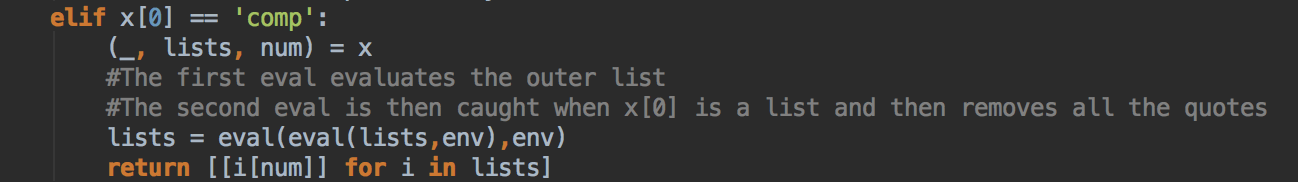 elif x[0] == 'comp':
(_, lists, num) = x
#The first eval evaluates the outer list
#The second eval is then caught when x[0] is a list and then removes all the quotes
lists = eval(eval(lists,env),env)
return [[i[num]] for i in lists]